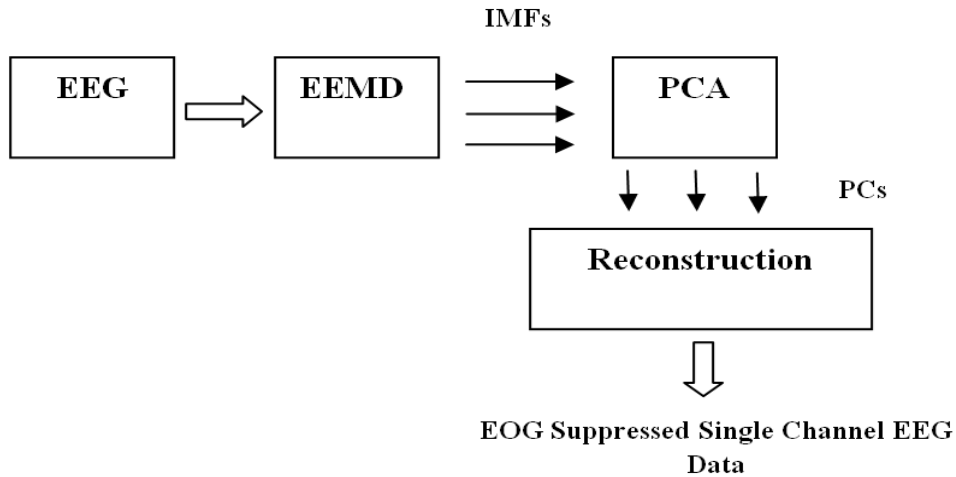 IMFs
EEG
EEMD
PCA
PCs
Reconstruction
EOG Suppressed Single Channel EEG
Data